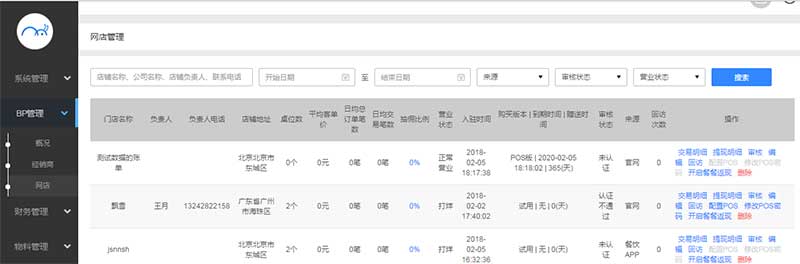 网店管理
系统管理
BP管理
概况
经销商
网店
财务管理
物料管理
店铺名称、公司名称、店铺负责人、联系电话 开始日期 至 结束日期 来源 审核状态 营业状态 搜索
门店名称 负责人 负责人电话 店铺地址 桌位数 平均客单价 日均总订单笔数 日均交易笔数 抽佣比例 营业状态 入驻时间 购买版本 | 到期时间 | 赠送时间 审核状态 来源 回访次数 操作
测试数据的账单 北京北京市东城区 0个 0元 0笔 0笔 0% 正常营业 2018-02-05 18:17:38 POS版 | 2020-02-05 18:18:02 | 365(天) 未认证 官网 0 交易明细 提现明细 审核 编辑 回访 配置POS 修改POS密码 开启餐餐返现 删除
飘香 王月 13242822158 广东省广州市海珠区 2个 0元 0笔 0笔 0% 打烊 2018-02-02 17:40:02 试用 | 无 | 0(天) 认证不通过 官网 0 交易明细 提现明细 审核 编辑 回访 配置POS 修改POS密码 开启餐餐返现 删除
jsnnsh 北京北京市东城区 2个 0元 0笔 0笔 0% 打烊 2018-02-05 16:32:36 试用 | 无 | 0(天) 未认证 餐饮APP 0 交易明细 提现明细 审核 编辑 回访 配置POS 修改POS密码 开启餐餐返现 删除